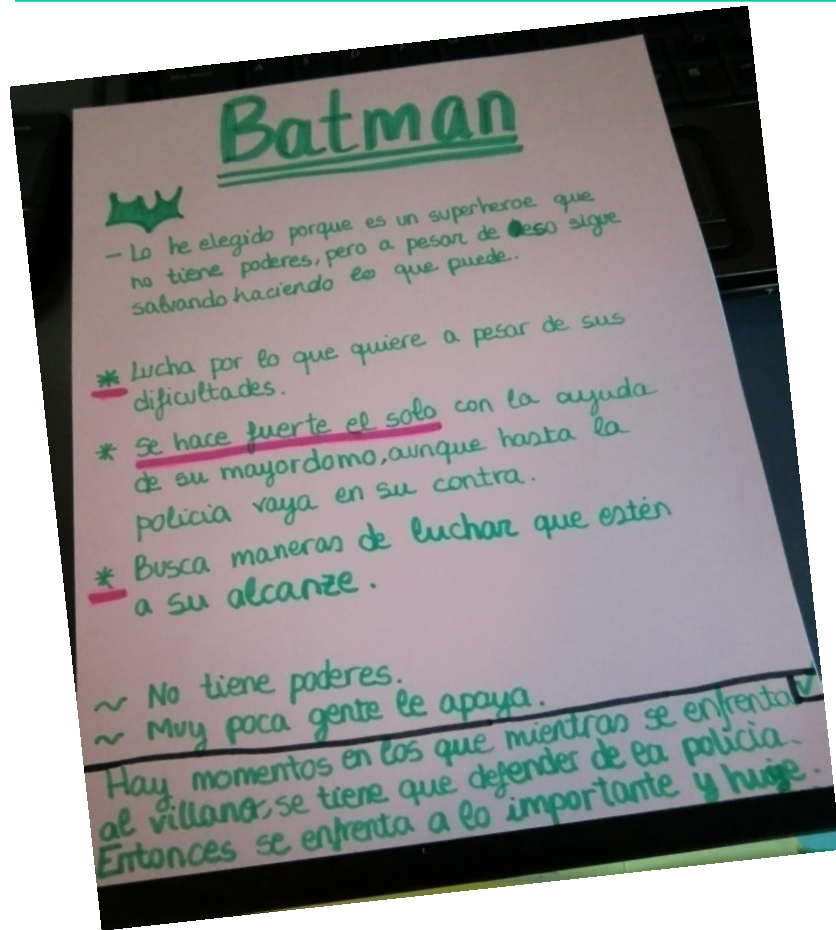 Batman
- Lo he elegido porque es un superheroe que
no tiene poderes, pero a pesar de eso sigue
salvando haciendo lo que puede.
* Lucha por lo que quiere a pesar de sus
dificultades.
* Se hace fuerte el solo con la ayuda
de su mayordomo, aunque hasta la
policia vaya en su contra.
* Busca maneras de luchar que estén
a su alcanze.
~ No tiene poderes.
~ Muy poca gente le apoya.
Hay momentos en los que mientras se enfrenta
al villano, se tiene que defender de la policia.
Entonces se enfrenta a lo importante y huije.